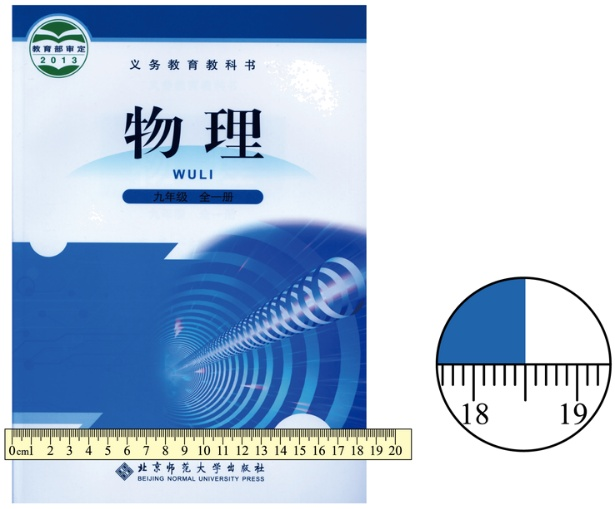 教育部审定
2013
义务教育教科书
物理
WULI
九年级 全一册
0cm1 2 3 4 5 6 7 8 9 10 11 12 13 14 15 16 17 18 19 20
北京师范大学出版社
BEIJING NORMAL UNIVERSITY PRESS
18 19